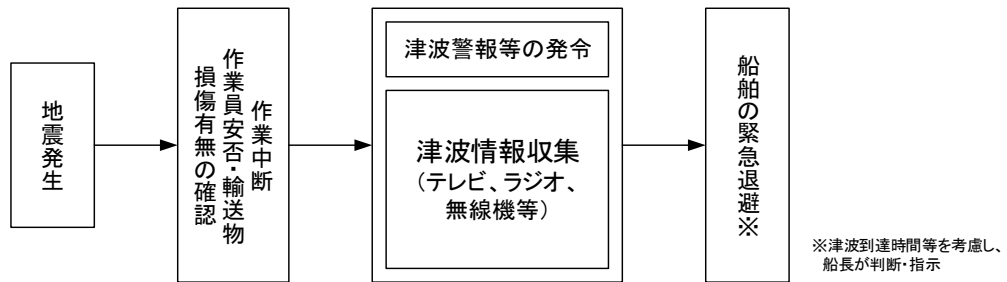 地震発生
作業中断
作業員安否・輸送物
損傷有無の確認
津波警報等の発令
津波情報収集
（テレビ、ラジオ、
無線機等）
船舶の緊急退避※
※津波到達時間等を考慮し、
船長が判断・指示